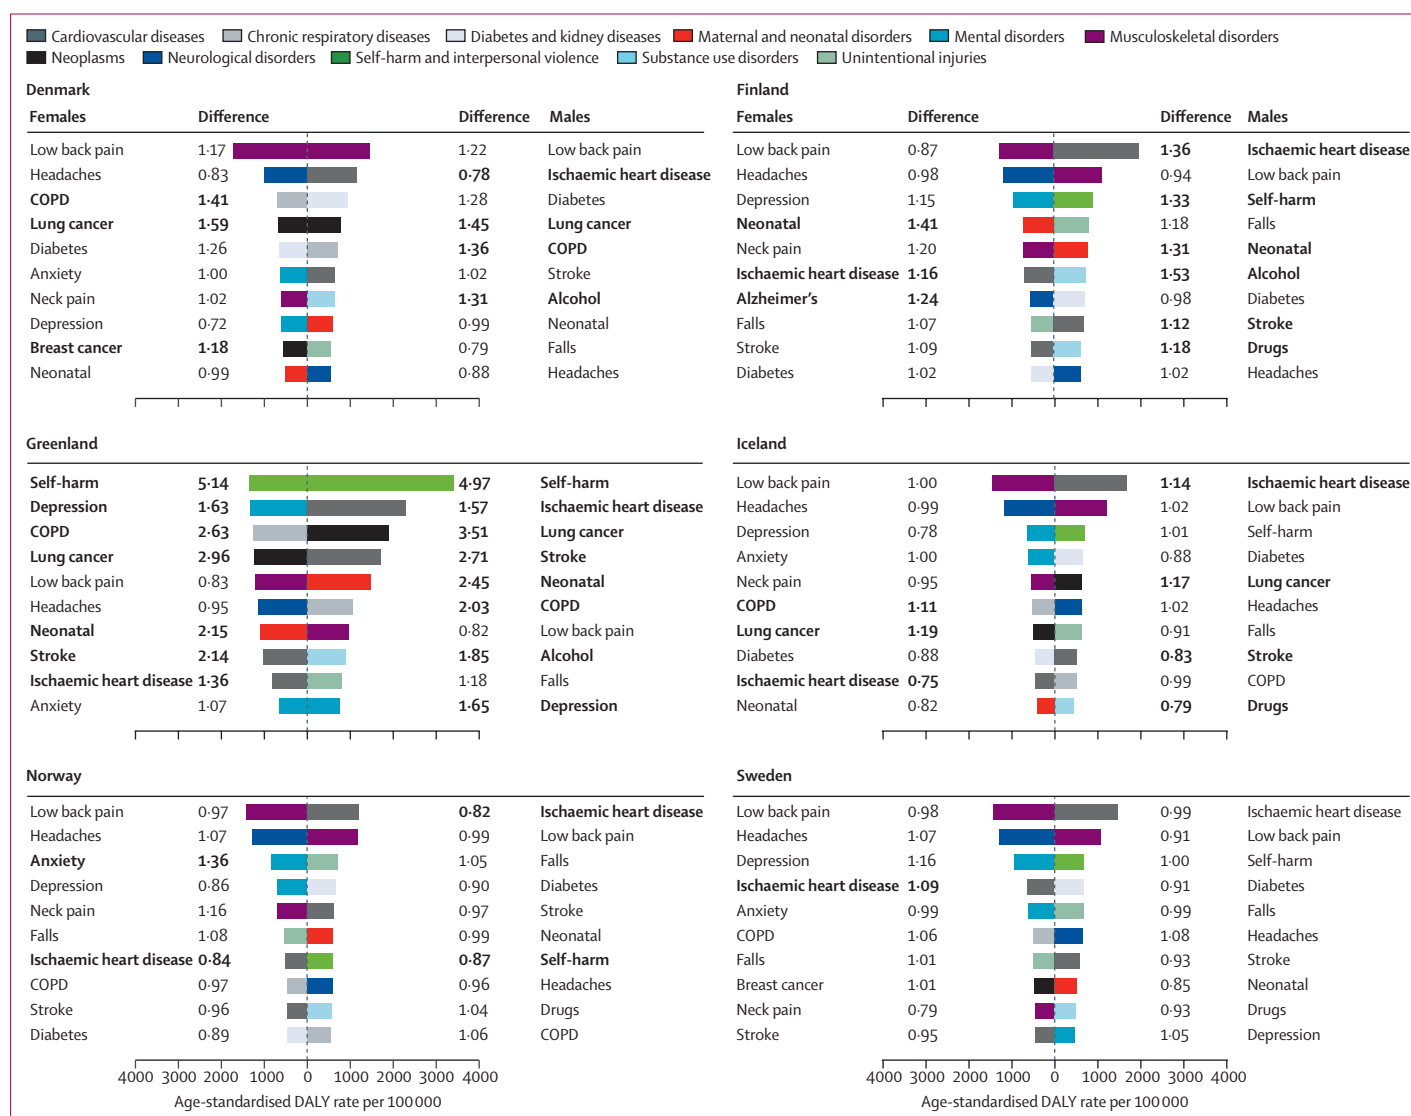 Cardiovascular diseases Chronic respiratory diseases Diabetes and kidney diseases Maternal and neonatal disorders Mental disorders Musculoskeletal disorders
Neoplasms Neurological disorders Self-harm and interpersonal violence Substance use disorders Unintentional injuries
Denmark
Females Difference Difference Males
Low back pain 1·17 1·22 Low back pain
Headaches 0·83 0·78 Ischaemic heart disease
COPD 1·41 1·28 Diabetes
Lung cancer 1·59 1·45 Lung cancer
Diabetes 1·26 1·36 COPD
Anxiety 1·00 1·02 Stroke
Neck pain 1·02 1·31 Alcohol
Depression 0·72 0·99 Neonatal
Breast cancer 1·18 0·79 Falls
Neonatal 0·99 0·88 Headaches
4000 3000 2000 1000 0 1000 2000 3000 4000
Finland
Females Difference Difference Males
Low back pain 0·87 1·36 Ischaemic heart disease
Headaches 0·98 0·94 Low back pain
Depression 1·15 1·33 Self-harm
Neonatal 1·41 1·18 Falls
Neck pain 1·20 1·31 Neonatal
Ischaemic heart disease 1·16 1·53 Alcohol
Alzheimer's 1·24 0·98 Diabetes
Falls 1·07 1·12 Stroke
Stroke 1·09 1·18 Drugs
Diabetes 1·02 1·02 Headaches
4000 3000 2000 1000 0 1000 2000 3000 4000
Greenland
Self-harm 5·14 4·97 Self-harm
Depression 1·63 1·57 Ischaemic heart disease
COPD 2·63 3·51 Lung cancer
Lung cancer 2·96 2·71 Stroke
Low back pain 0·83 2·45 Neonatal
Headaches 0·95 2·03 COPD
Neonatal 2·15 0·82 Low back pain
Stroke 2·14 1·85 Alcohol
Ischaemic heart disease 1·36 1·18 Falls
Anxiety 1·07 1·65 Depression
Iceland
Low back pain 1·00 1·14 Ischaemic heart disease
Headaches 0·99 1·02 Low back pain
Depression 0·78 1·01 Self-harm
Anxiety 1·00 0·88 Diabetes
Neck pain 0·95 1·17 Lung cancer
COPD 1·11 1·02 Headaches
Lung cancer 1·19 0·91 Falls
Diabetes 0·88 0·83 Stroke
Ischaemic heart disease 0·75 0·99 COPD
Neonatal 0·82 0·79 Drugs
Norway
Low back pain 0·97 0·82 Ischaemic heart disease
Headaches 1·07 0·99 Low back pain
Anxiety 1·36 1·05 Falls
Depression 0·86 0·90 Diabetes
Neck pain 1·16 0·97 Stroke
Falls 1·08 0·99 Neonatal
Ischaemic heart disease 0·84 0·87 Self-harm
COPD 0·97 0·96 Headaches
Stroke 0·96 1·04 Drugs
Diabetes 0·89 1·06 COPD
4000 3000 2000 1000 0 1000 2000 3000 4000
Age-standardised DALY rate per 100 000
Sweden
Low back pain 0·98 0·99 Ischaemic heart disease
Headaches 1·07 0·91 Low back pain
Depression 1·16 1·00 Self-harm
Ischaemic heart disease 1·09 0·91 Diabetes
Anxiety 0·99 0·99 Falls
COPD 1·06 1·08 Headaches
Falls 1·01 0·93 Stroke
Breast cancer 1·01 0·85 Neonatal
Neck pain 0·79 0·93 Drugs
Stroke 0·95 1·05 Depression
4000 3000 2000 1000 0 1000 2000 3000 4000
Age-standardised DALY rate per 100 000